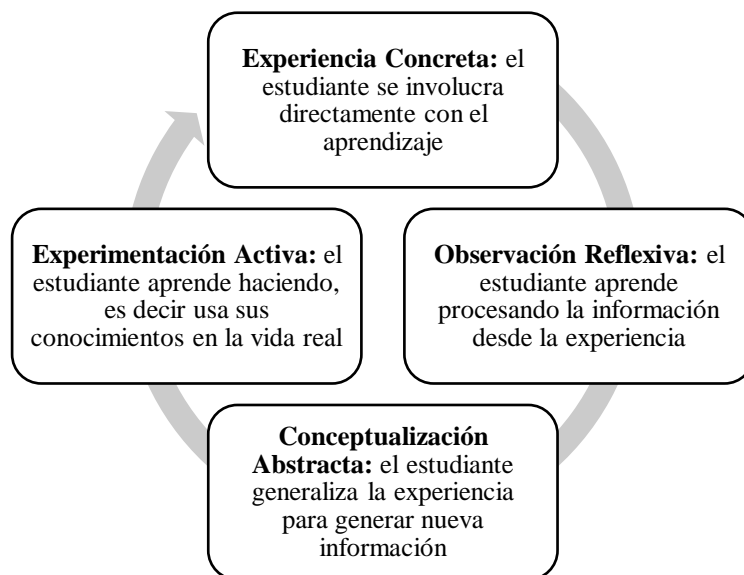 Experiencia Concreta: el
estudiante se involucra
directamente con el
aprendizaje
Observación Reflexiva: el
estudiante aprende
procesando la información
desde la experiencia
Conceptualización
Abstracta: el estudiante
generaliza la experiencia
para generar nueva
información
Experimentación Activa: el
estudiante aprende haciendo,
es decir usa sus
conocimientos en la vida real